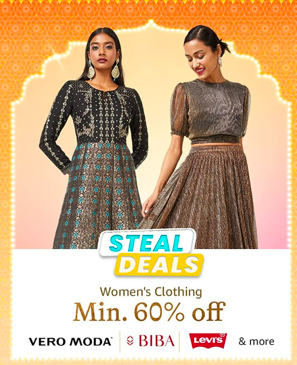 STEAL
DEALS
Women's Clothing
Min. 60% off
VERO MODA BIBA LEVI'S & more